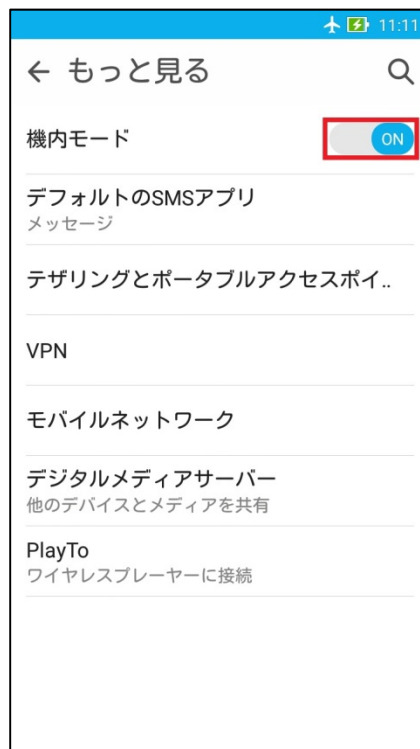 11:11
もっと見る
機内モード ON
デフォルトのSMSアプリ
メッセージ
テザリングとポータブルアクセスポイ..
VPN
モバイルネットワーク
デジタルメディアサーバー
他のデバイスとメディアを共有
PlayTo
ワイヤレスプレーヤーに接続